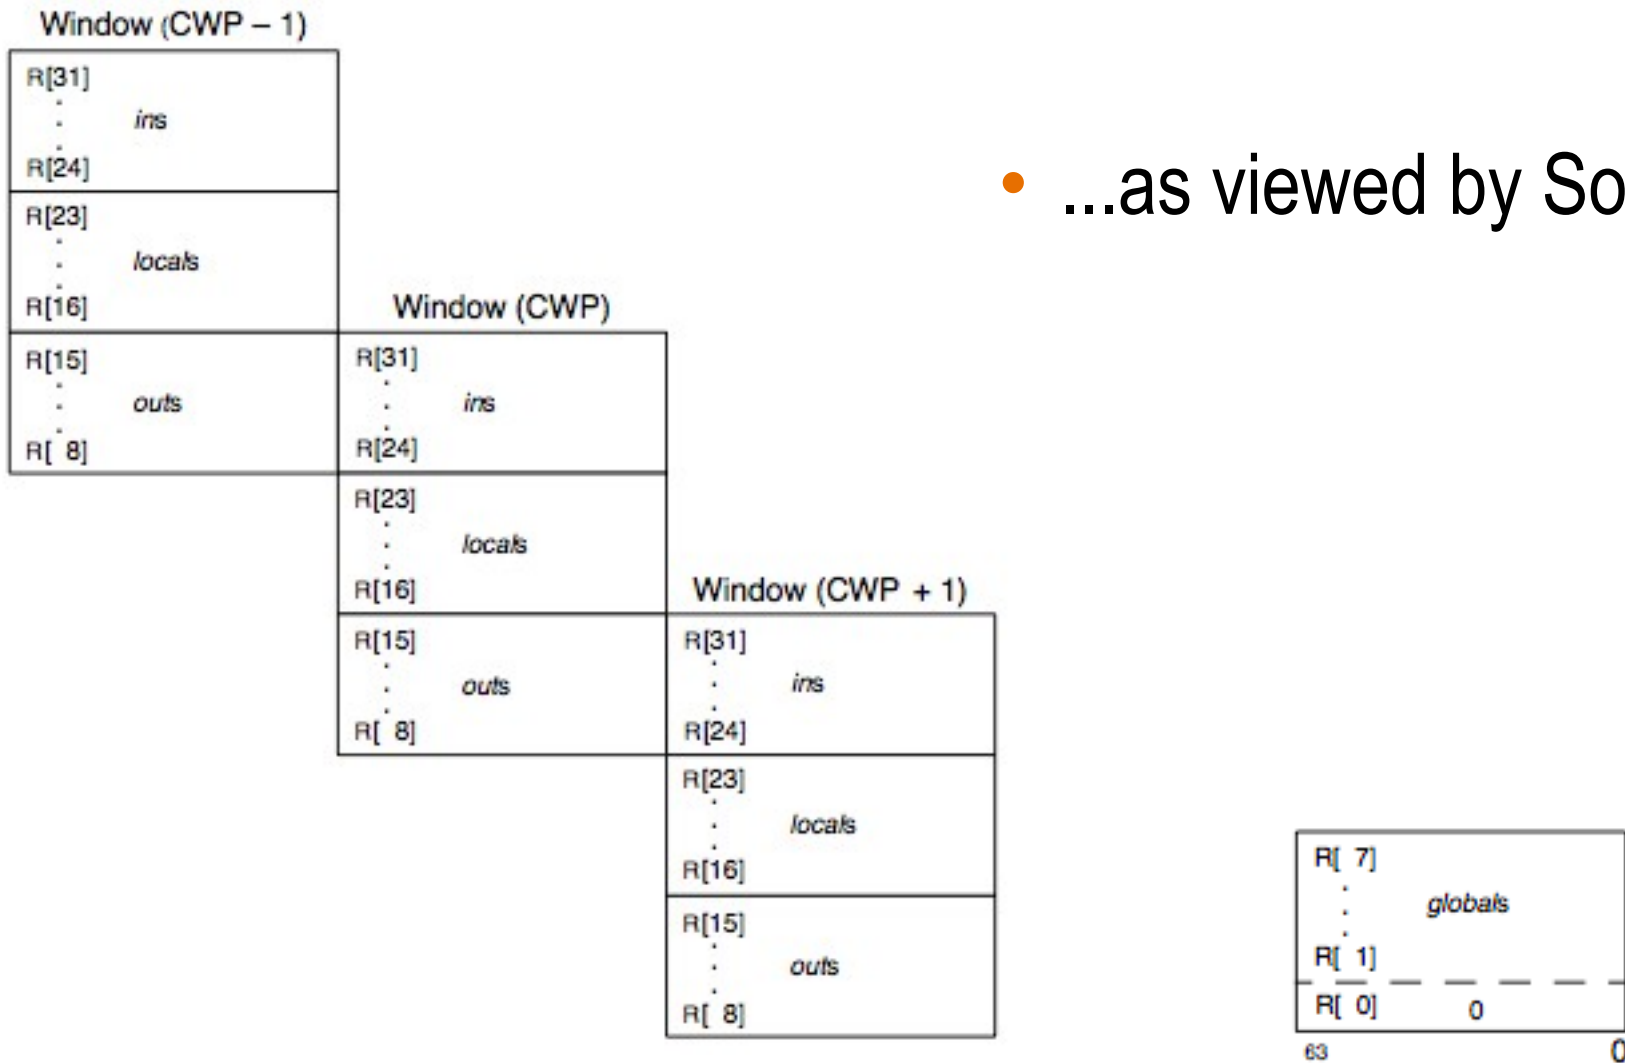 Window (CWP – 1)
R[31]
ins
R[24]
R[23]
locals
R[16]
R[15]
outs
R[ 8]
Window (CWP)
R[31]
ins
R[24]
R[23]
locals
R[16]
R[15]
outs
R[ 8]
Window (CWP + 1)
R[31]
ins
R[24]
R[23]
locals
R[16]
R[15]
outs
R[ 8]
• ...as viewed by So
R[ 7]
globals
R[ 1]
R[ 0] 0
63 0